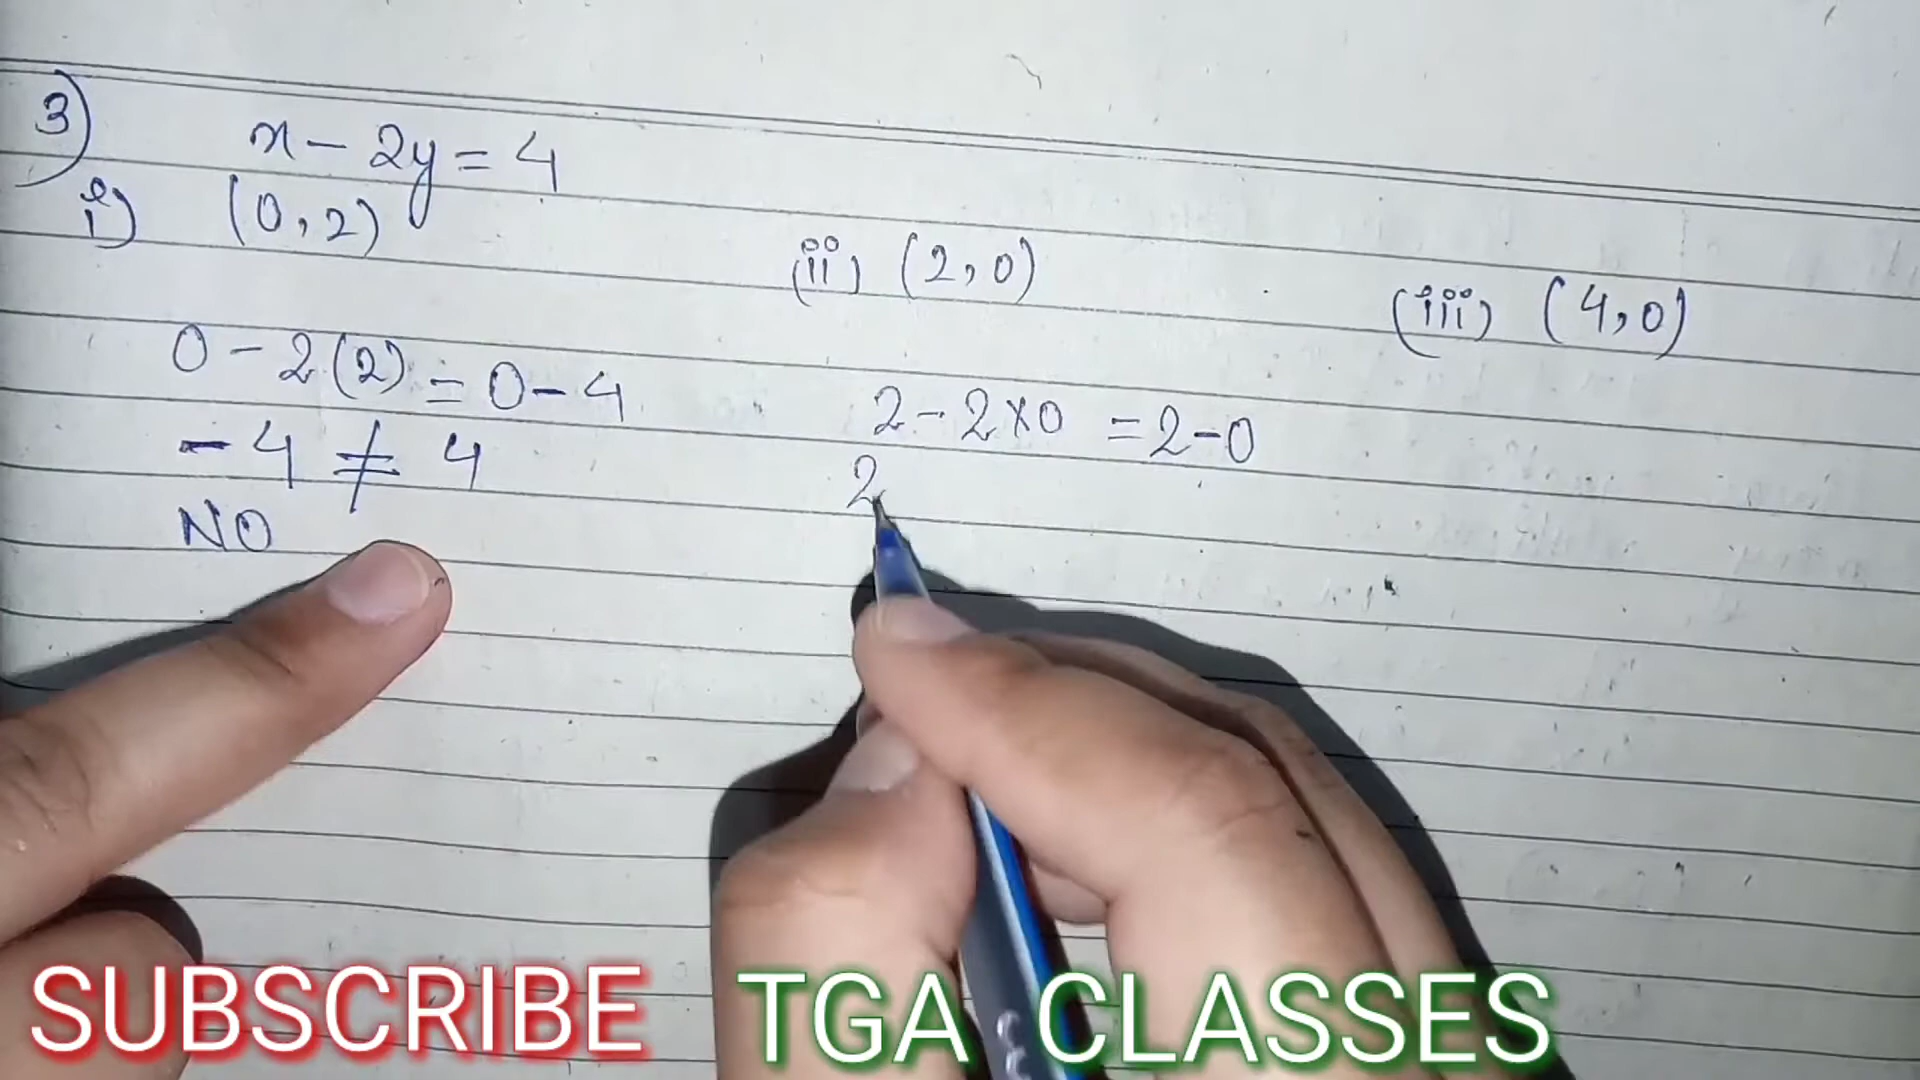 3)
x - 2y = 4
i) (0, 2)
(ii) (2, 0)
(iii) (4, 0)
0 - 2(2) = 0 - 4
- 4 ≠ 4
NO
2 - 2×0 = 2 - 0
2
SUBSCRIBE TGA CLASSES